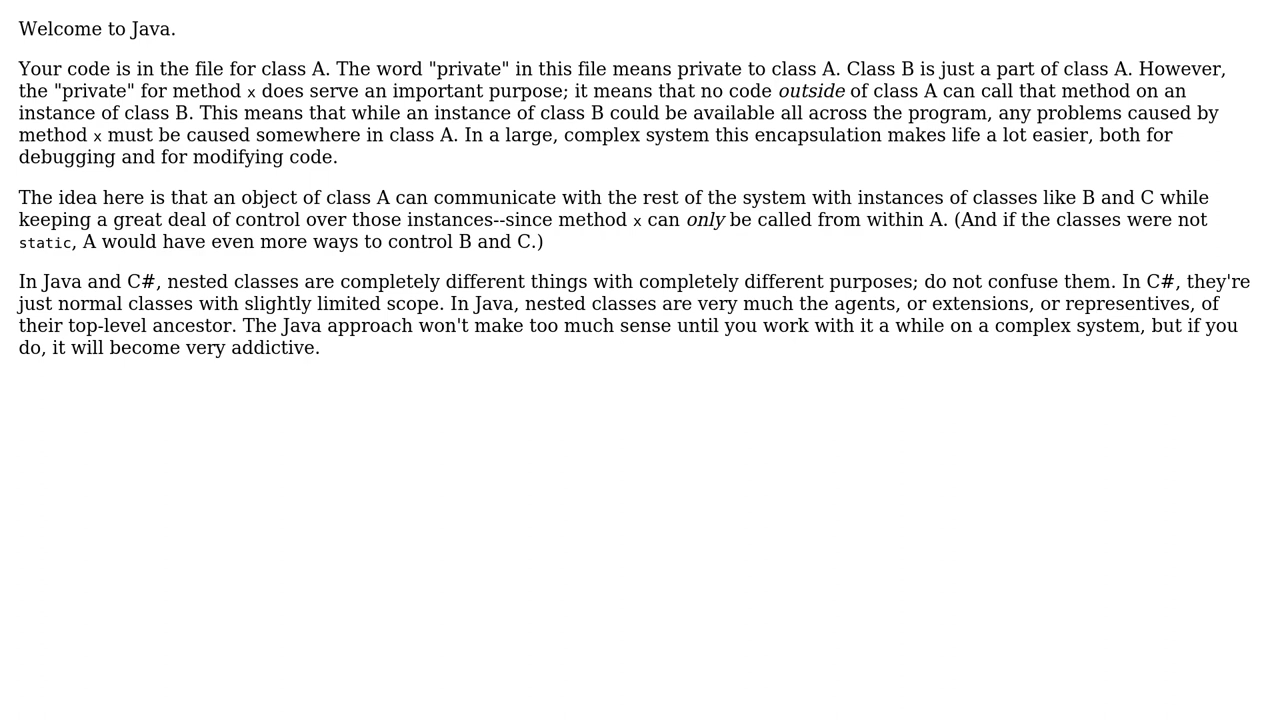 Welcome to Java.
Your code is in the file for class A. The word "private" in this file means private to class A. Class B is just a part of class A. However,
the "private" for method x does serve an important purpose; it means that no code outside of class A can call that method on an
instance of class B. This means that while an instance of class B could be available all across the program, any problems caused by
method x must be caused somewhere in class A. In a large, complex system this encapsulation makes life a lot easier, both for
debugging and for modifying code.
The idea here is that an object of class A can communicate with the rest of the system with instances of classes like B and C while
keeping a great deal of control over those instances--since method x can only be called from within A. (And if the classes were not
static, A would have even more ways to control B and C.)
In Java and C#, nested classes are completely different things with completely different purposes; do not confuse them. In C#, they're
just normal classes with slightly limited scope. In Java, nested classes are very much the agents, or extensions, or representives, of
their top-level ancestor. The Java approach won't make too much sense until you work with it a while on a complex system, but if you
do, it will become very addictive.